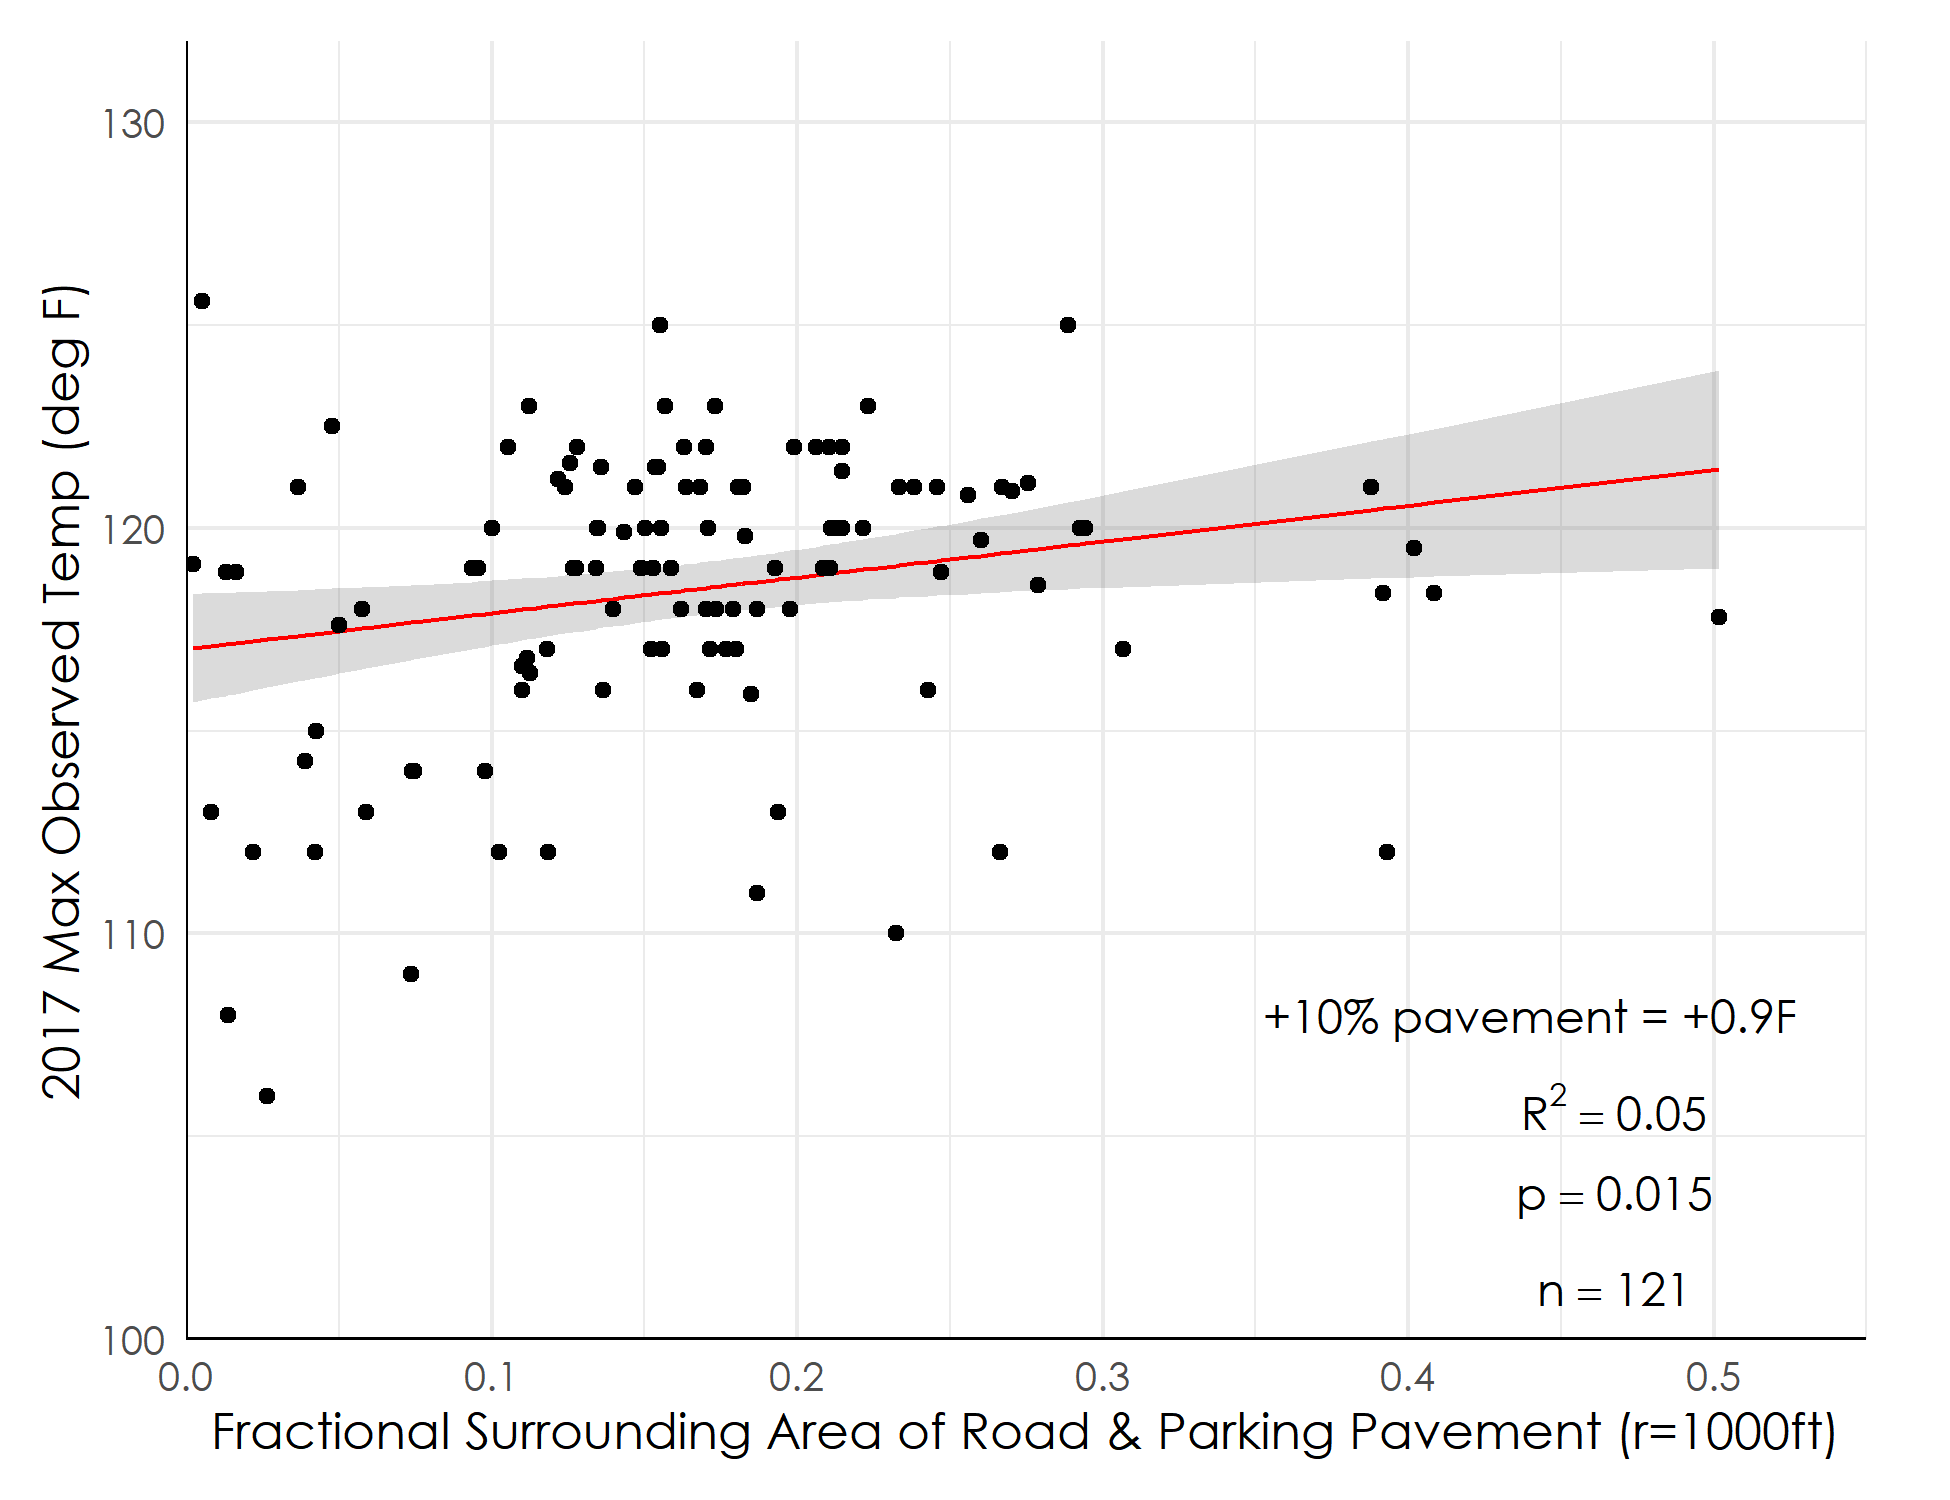 2017 Max Observed Temp (deg F)
130
120
110
100
+10% pavement = +0.9F
R² = 0.05
p = 0.015
n = 121
0.0 0.1 0.2 0.3 0.4 0.5
Fractional Surrounding Area of Road & Parking Pavement (r=1000ft)